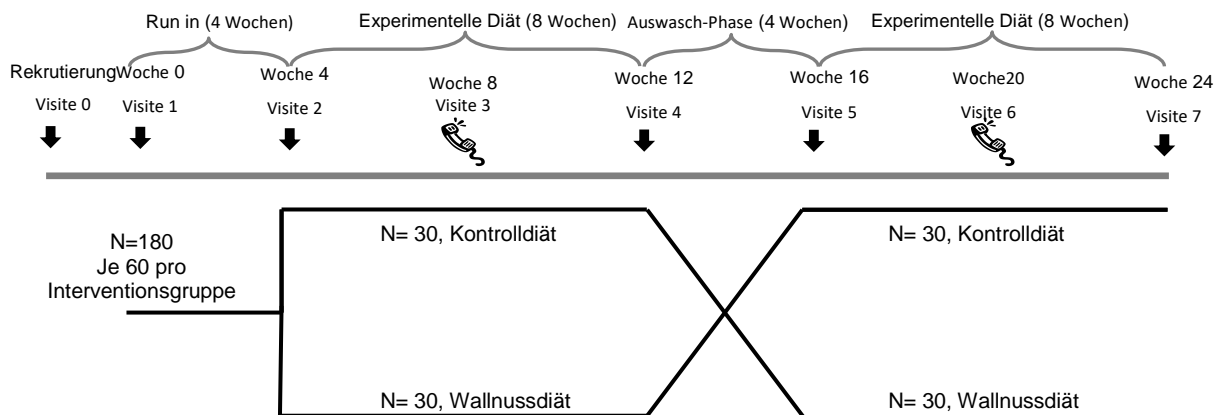 Run in (4 Wochen)
Experimentelle Diät (8 Wochen)
Auswasch-Phase (4 Wochen)
Experimentelle Diät (8 Wochen)
Rekrutierung
Visite 0
Woche 0
Visite 1
Woche 4
Visite 2
Woche 8
Visite 3
Woche 12
Visite 4
Woche 16
Visite 5
Woche20
Visite 6
Woche 24
Visite 7
N=180
Je 60 pro
Interventionsgruppe
N= 30, Kontrolldiät
N= 30, Kontrolldiät
N= 30, Wallnussdiät
N= 30, Wallnussdiät